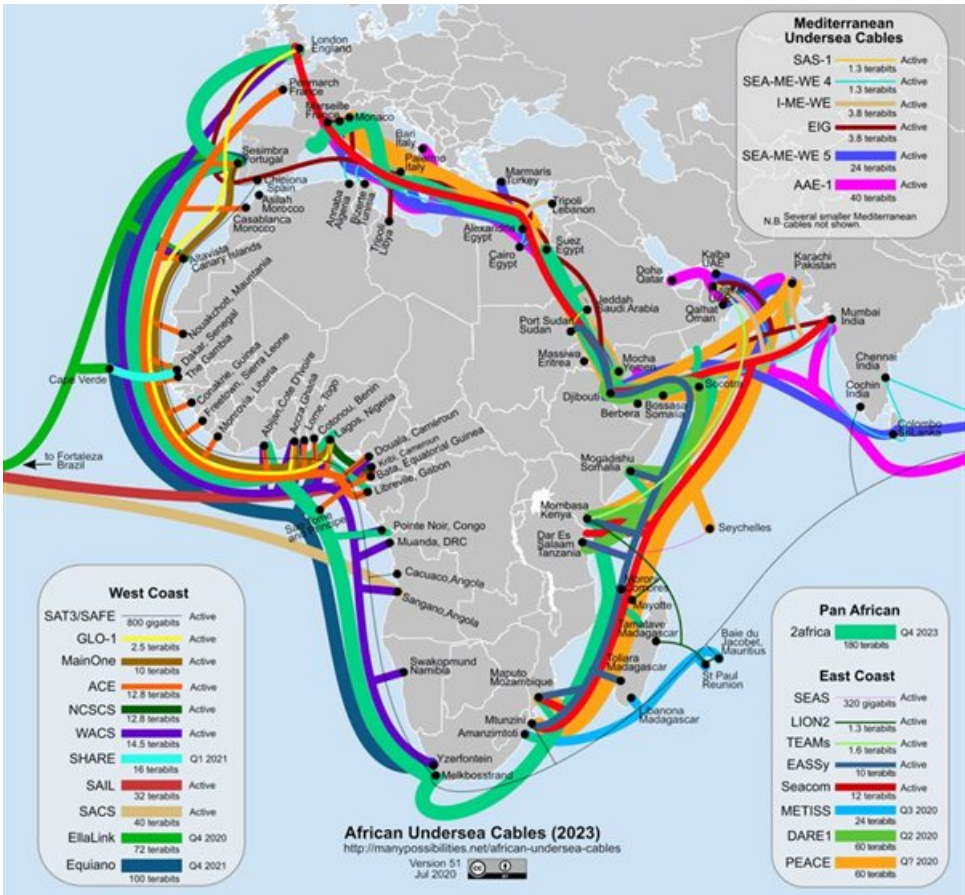 Mediterranean
Undersea Cables
SAS-1 Active
1.3 terabits
SEA-ME-WE 4 Active
1.3 terabits
I-ME-WE Active
3.8 terabits
EIG Active
3.8 terabits
SEA-ME-WE 5 Active
24 terabits
AAE-1 Active
40 terabits
N.B. Several smaller Mediterranean
cables not shown.
London
England
Penmarch
France
Marseille
France
Monaco
Bari
Italy
Sesimbra
Portugal
Palermo
Italy
Chipiona
Spain
Asilah
Morocco
Casablanca
Morocco
Annaba
Algeria
Bizerte
Tunisia
Tripoli
Libya
Marmaris
Turkey
Tripoli
Lebanon
Alexandria
Egypt
Cairo
Egypt
Suez
Egypt
Altavista
Canary Islands
Doha
Qatar
Kalba
UAE
Qalhat
Oman
Karachi
Pakistan
Mumbai
India
Chennai
India
Cochin
India
Colombo
Sri Lanka
Jeddah
Saudi Arabia
Port Sudan
Sudan
Massiwa
Eritrea
Mocha
Yemen
Djibouti
Berbera
Bossaso
Somalia
Socotra
Nouakchott, Mauritania
Dakar, Senegal
The Gambia
Cape Verde
Conakrie, Guinea
Freetown, Sierra Leone
Monrovia, Liberia
Abijan, Cote D'Ivoire
Accra, Ghana
Lome, Togo
Cotonou, Benin
Lagos, Nigeria
Douala, Cameroun
Kribi, Cameroun
Bata, Equatorial Guinea
Libreville, Gabon
to Fortaleza
Brazil
Sao Tome
and Principe
Pointe Noir, Congo
Muanda, DRC
Cacuaco, Angola
Sangano, Angola
Swakopmund
Namibia
Yzerfontein
Melkbosstrand
Mogadishu
Somalia
Mombasa
Kenya
Dar Es
Salaam
Tanzania
Seychelles
Moroni
Comores
Mayotte
Tamatave
Madagascar
Toliara
Madagascar
Maputo
Mozambique
Mtunzini
Amanzimtoti
Libanona
Madagascar
Baie du
Jacobet,
Mauritius
St Paul
Reunion
West Coast
SAT3/SAFE Active
800 gigabits
GLO-1 Active
2.5 terabits
MainOne Active
10 terabits
ACE Active
12.8 terabits
NCSCS Active
12.8 terabits
WACS Active
14.5 terabits
SHARE Q1 2021
16 terabits
SAIL Active
32 terabits
SACS Active
40 terabits
EllaLink Q4 2020
72 terabits
Equiano Q4 2021
100 terabits
Pan African
2africa Q4 2023
180 terabits
East Coast
SEAS Active
320 gigabits
LION2 Active
1.3 terabits
TEAMs Active
1.6 terabits
EASSy Active
10 terabits
Seacom Active
12 terabits
METISS Q3 2020
24 terabits
DARE1 Q2 2020
60 terabits
PEACE Q? 2020
60 terabits
African Undersea Cables (2023)
http://manypossibilities.net/african-undersea-cables
Version 51
Jul 2020
cc
BY